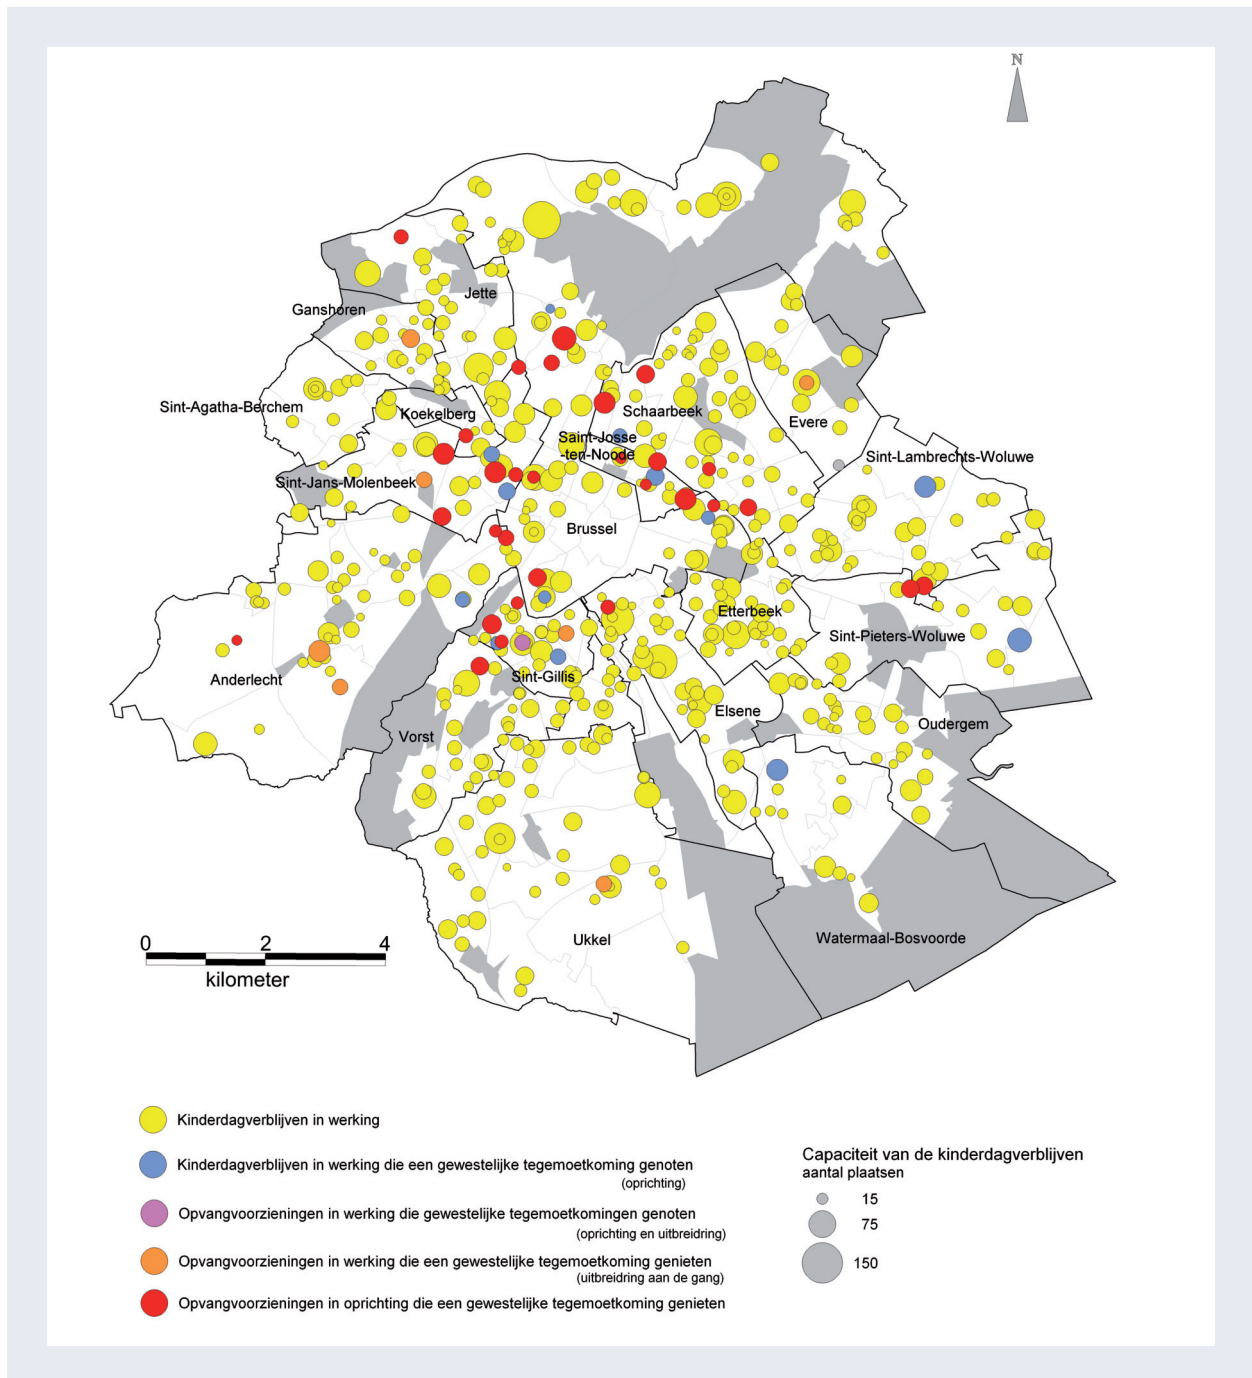 N
Jette
Ganshoren
Sint-Agatha-Berchem
Koekelberg
Schaarbeek
Evere
Saint-Josse
-ten-Noode
Sint-Lambrechts-Woluwe
Sint-Jans-Molenbeek
Brussel
Etterbeek
Sint-Pieters-Woluwe
Anderlecht
Sint-Gillis
Elsene
Oudergem
Vorst
Ukkel
Watermaal-Bosvoorde
0 2 4
kilometer
Kinderdagverblijven in werking
Kinderdagverblijven in werking die een gewestelijke tegemoetkoming genoten
(oprichting)
Opvangvoorzieningen in werking die gewestelijke tegemoetkomingen genoten
(oprichting en uitbreidring)
Opvangvoorzieningen in werking die een gewestelijke tegemoetkoming genieten
(uitbreidring aan de gang)
Opvangvoorzieningen in oprichting die een gewestelijke tegemoetkoming genieten
Capaciteit van de kinderdagverblijven
aantal plaatsen
15
75
150